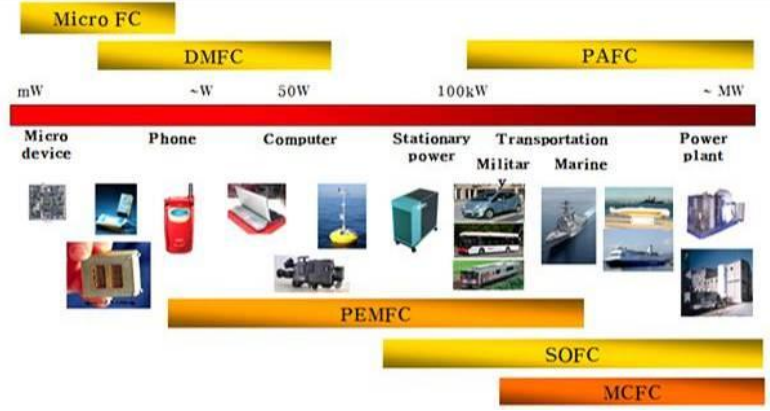 Micro FC
DMFC
PAFC
mW
~W
50W
100kW
~ MW
Micro
device
Phone
Computer
Stationary
power
Transportation
Militar
y
Marine
Power
plant
PEMFC
SOFC
MCFC